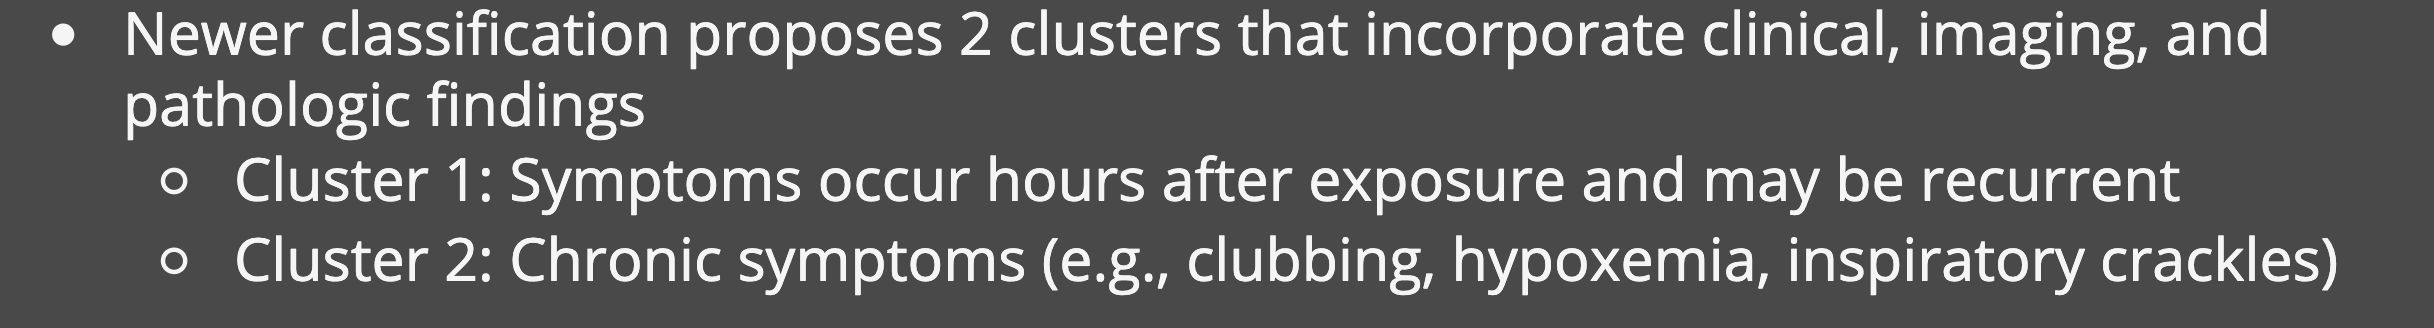 • Newer classification proposes 2 clusters that incorporate clinical, imaging, and
pathologic findings
○ Cluster 1: Symptoms occur hours after exposure and may be recurrent
○ Cluster 2: Chronic symptoms (e.g., clubbing, hypoxemia, inspiratory crackles)